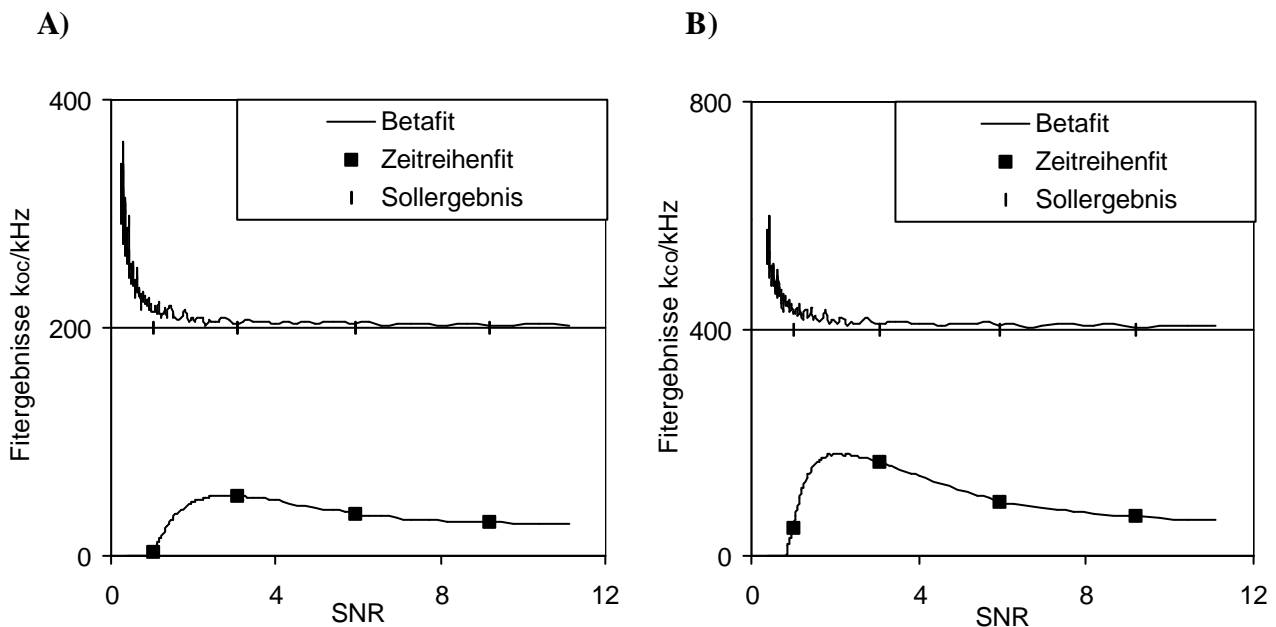 A)
Fitergebnisse koc/kHz
400
200
0
Betafit
Zeitreihenfit
Sollergebnis
0 4 8 12
SNR
B)
Fitergebnisse kco/kHz
800
400
0
Betafit
Zeitreihenfit
Sollergebnis
0 4 8 12
SNR